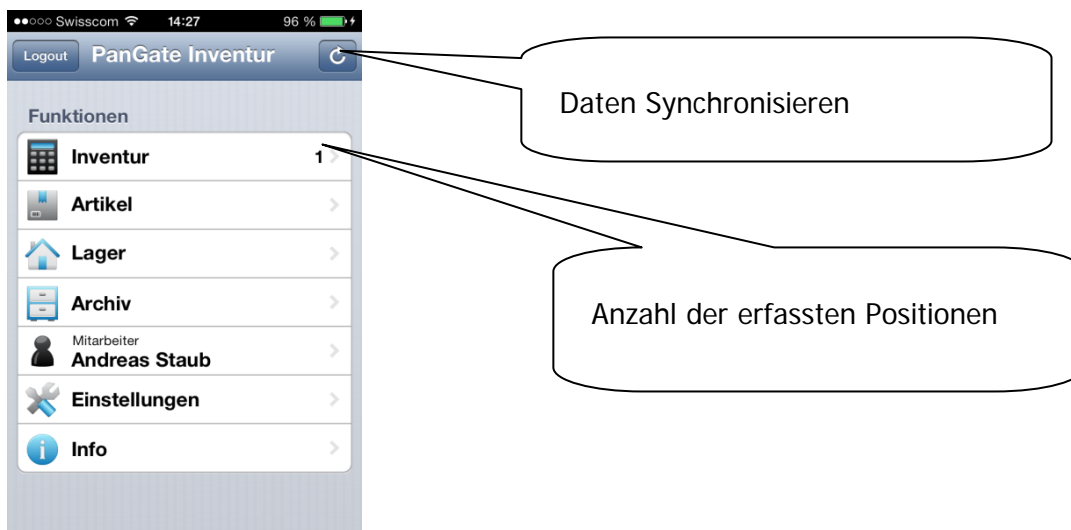 Swisscom 14:27 96 %
Logout PanGate Inventur
Daten Synchronisieren
Funktionen
Inventur 1
Artikel
Lager
Archiv
Anzahl der erfassten Positionen
Mitarbeiter
Andreas Staub
Einstellungen
Info